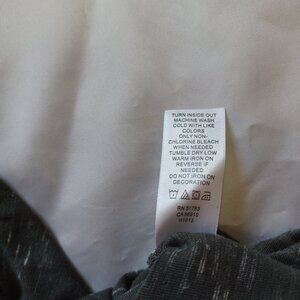 TURN INSIDE OUT
MACHINE WASH
COLD WITH LIKE
COLORS
ONLY NON-
CHLORINE BLEACH
WHEN NEEDED
TUMBLE DRY LOW
WARM IRON ON
REVERSE IF
NEEDED
DO NOT IRON ON
DECORATION